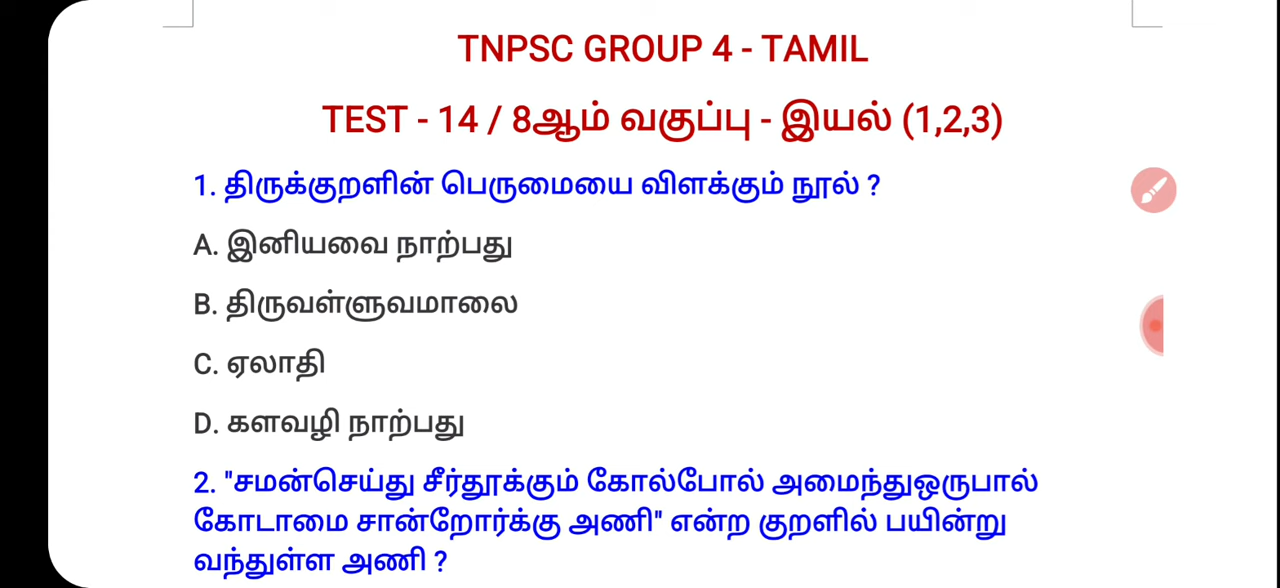 TNPSC GROUP 4 - TAMIL
TEST - 14 / 8ஆம் வகுப்பு - இயல் (1,2,3)
1. திருக்குறளின் பெருமையை விளக்கும் நூல் ?
A. இனியவை நாற்பது
B. திருவள்ளுவமாலை
C. ஏலாதி
D. களவழி நாற்பது
2. "சமன்செய்து சீர்தூக்கும் கோல்போல் அமைந்துஒருபால்
கோடாமை சான்றோர்க்கு அணி" என்ற குறளில் பயின்று
வந்துள்ள அணி ?